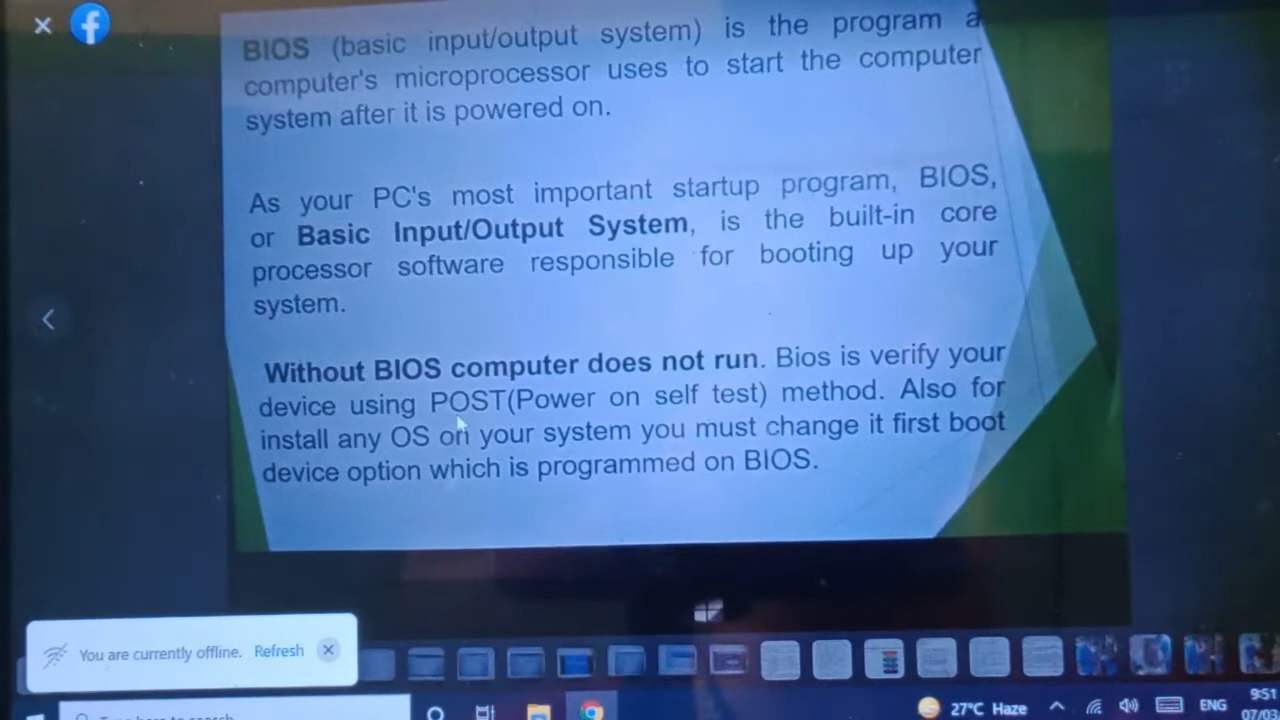 BIOS (basic input/output system) is the program a
computer's microprocessor uses to start the computer
system after it is powered on.
As your PC's most important startup program, BIOS,
or Basic Input/Output System, is the built-in core
processor software responsible for booting up your
system.
Without BIOS computer does not run. Bios is verify your
device using POST(Power on self test) method. Also for
install any OS on your system you must change it first boot
device option which is programmed on BIOS.
You are currently offline. Refresh
Type here to search
27°C Haze
ENG
9:51